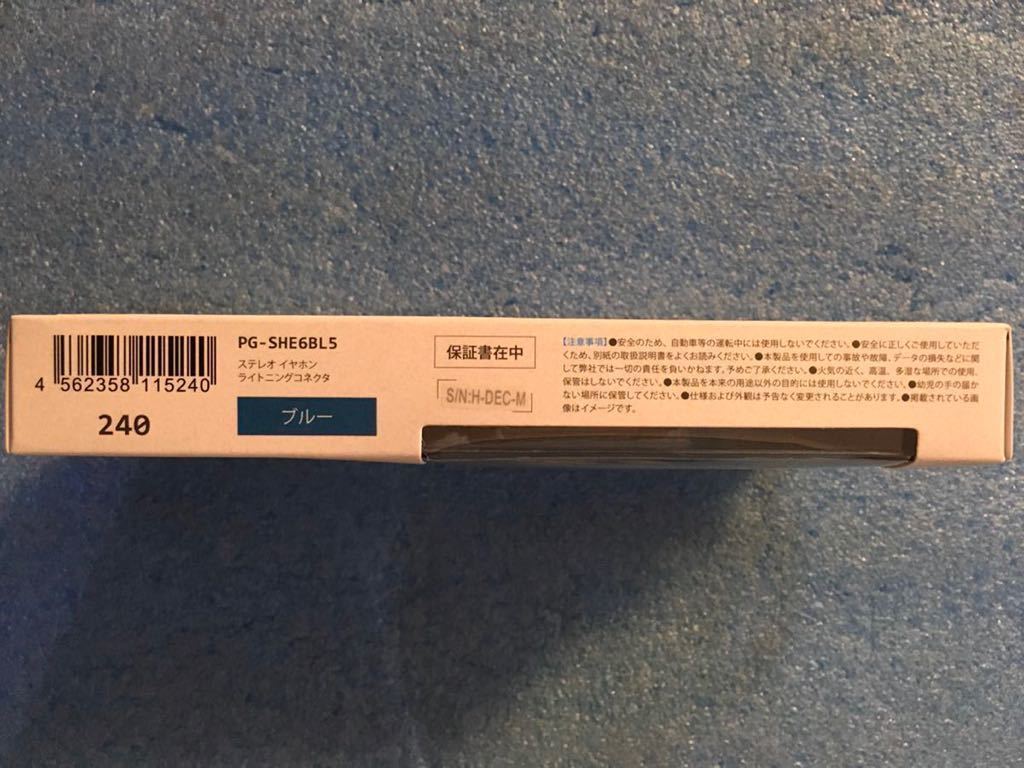 4 562358 115240
240
PG-SHE6BL5
ステレオ イヤホン
ライトニングコネクタ
ブルー
保証書在中
S/N:H-DEC-M
【注意事項】●安全のため、自動車等の運転中には使用しないでください。●安全に正しくご使用していただ
くため、別紙の取扱説明書をよくお読みください。●本製品を使用しての事故や故障、データの損失などに関
して弊社では一切の責任を負いかねます。予めご了承ください。●火気の近く、高温、多湿な場所での使用、
保管はしないでください。●本製品を本来の用途以外の目的には使用しないでください。●幼児の手の届か
ない場所に保管してください。●仕様および外観は予告なく変更されることがあります。●掲載されている画
像はイメージです。